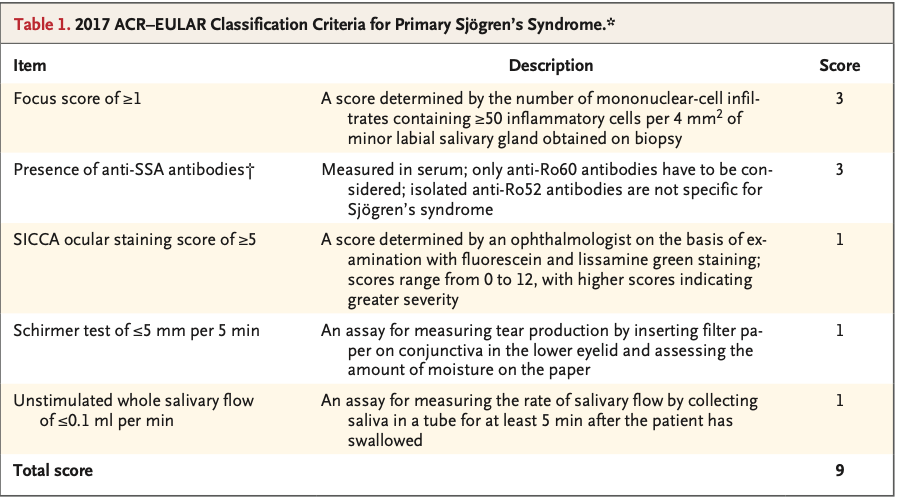 Table 1. 2017 ACR–EULAR Classification Criteria for Primary Sjögren’s Syndrome.*
Item Description Score
Focus score of ≥1 A score determined by the number of mononuclear-cell infil- 3
trates containing ≥50 inflammatory cells per 4 mm² of
minor labial salivary gland obtained on biopsy
Presence of anti-SSA antibodies† Measured in serum; only anti-Ro60 antibodies have to be con- 3
sidered; isolated anti-Ro52 antibodies are not specific for
Sjögren’s syndrome
SICCA ocular staining score of ≥5 A score determined by an ophthalmologist on the basis of ex- 1
amination with fluorescein and lissamine green staining;
scores range from 0 to 12, with higher scores indicating
greater severity
Schirmer test of ≤5 mm per 5 min An assay for measuring tear production by inserting filter pa- 1
per on conjunctiva in the lower eyelid and assessing the
amount of moisture on the paper
Unstimulated whole salivary flow An assay for measuring the rate of salivary flow by collecting 1
of ≤0.1 ml per min saliva in a tube for at least 5 min after the patient has
swallowed
Total score 9